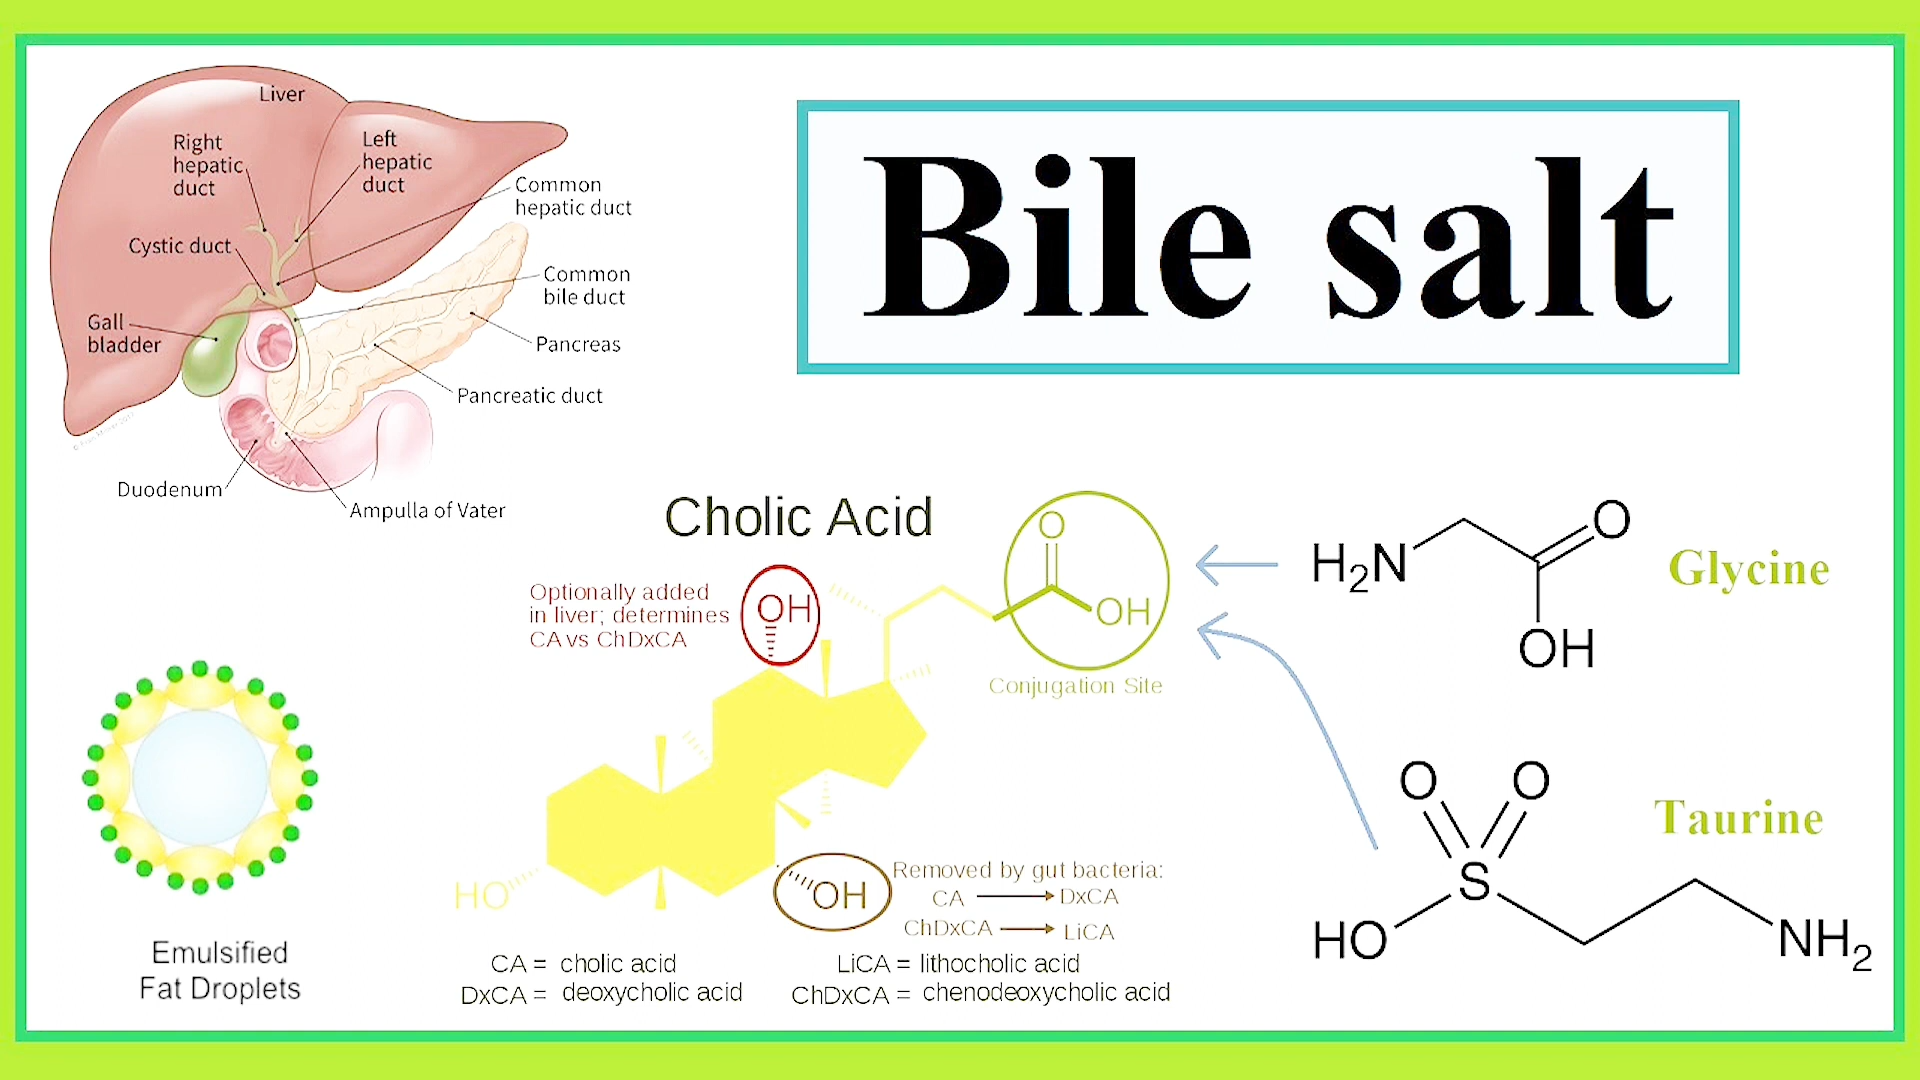 Liver
Right
hepatic
duct
Left
hepatic
duct
Common
hepatic duct
Cystic duct
Common
bile duct
Gall
bladder
Pancreas
Pancreatic duct
Duodenum
Ampulla of Vater
Bile salt
Cholic Acid
Optionally added
in liver; determines
CA vs ChDxCA
OH
O
OH
Conjugation Site
HO
OH
Removed by gut bacteria:
CA → DxCA
ChDxCA → LiCA
CA = cholic acid
DxCA = deoxycholic acid
LiCA = lithocholic acid
ChDxCA = chenodeoxycholic acid
H₂N
O
OH
Glycine
O O
S
HO
NH₂
Taurine
Emulsified
Fat Droplets